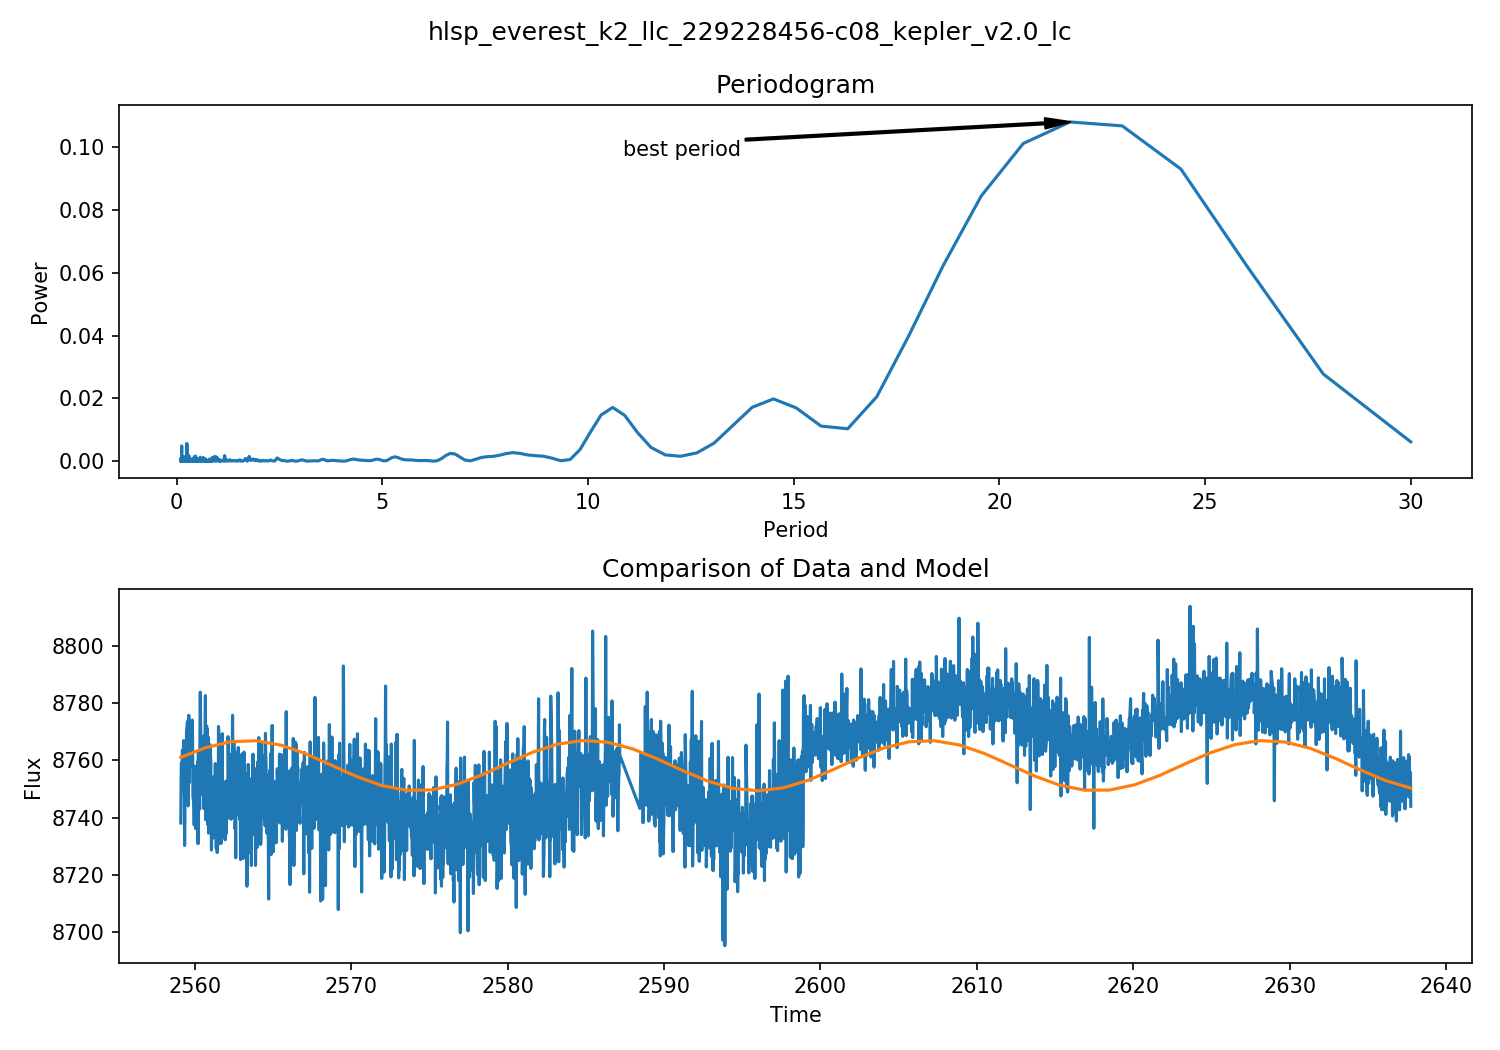 hlsp_everest_k2_llc_229228456-c08_kepler_v2.0_lc
Periodogram
best period
Power
0.10
0.08
0.06
0.04
0.02
0.00
0 5 10 15 20 25 30
Period
Comparison of Data and Model
Flux
8800
8780
8760
8740
8720
8700
2560 2570 2580 2590 2600 2610 2620 2630 2640
Time